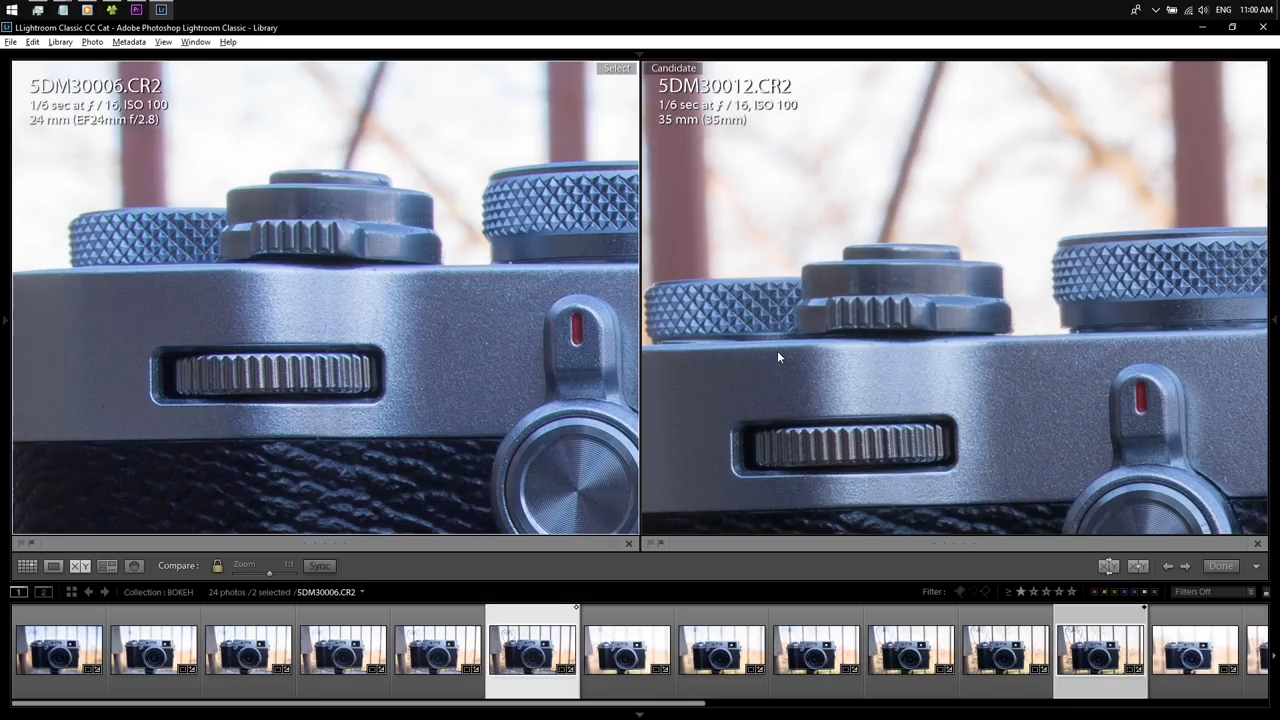 ENG 11:00 AM
LLightroom Classic CC Cat - Adobe Photoshop Lightroom Classic - Library
File Edit Library Photo Metadata View Window Help
Select
5DM30006.CR2
1/6 sec at ƒ / 16, ISO 100
24 mm (EF24mm f/2.8)
Candidate
5DM30012.CR2
1/6 sec at ƒ / 16, ISO 100
35 mm (35mm)
XY Compare : Zoom 1:1 Sync Done
1 2 Collection : BOKEH 24 photos / 2 selected / 5DM30006.CR2 Filter : Filters Off